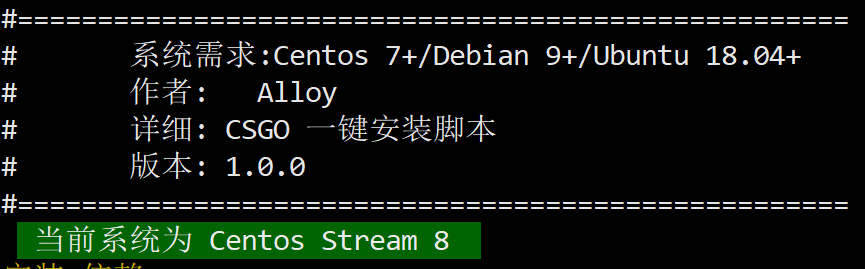 #====================================================
# 系统需求:Centos 7+/Debian 9+/Ubuntu 18.04+
# 作者: Alloy
# 详细: CSGO 一键安装脚本
# 版本: 1.0.0
#====================================================
当前系统为 Centos Stream 8